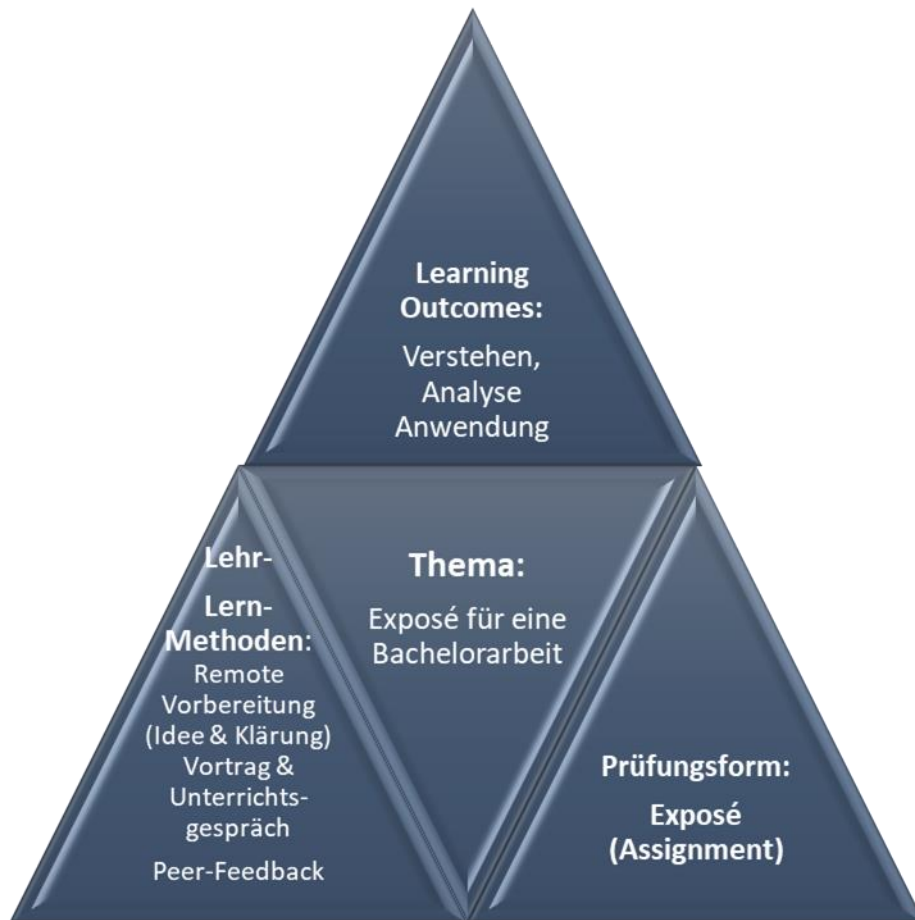 Learning
Outcomes:
Verstehen,
Analyse
Anwendung
Lehr-
Lern-
Methoden:
Remote
Vorbereitung
(Idee & Klärung)
Vortrag &
Unterrichts-
gespräch
Peer-Feedback
Thema:
Exposé für eine
Bachelorarbeit
Prüfungsform:
Exposé
(Assignment)